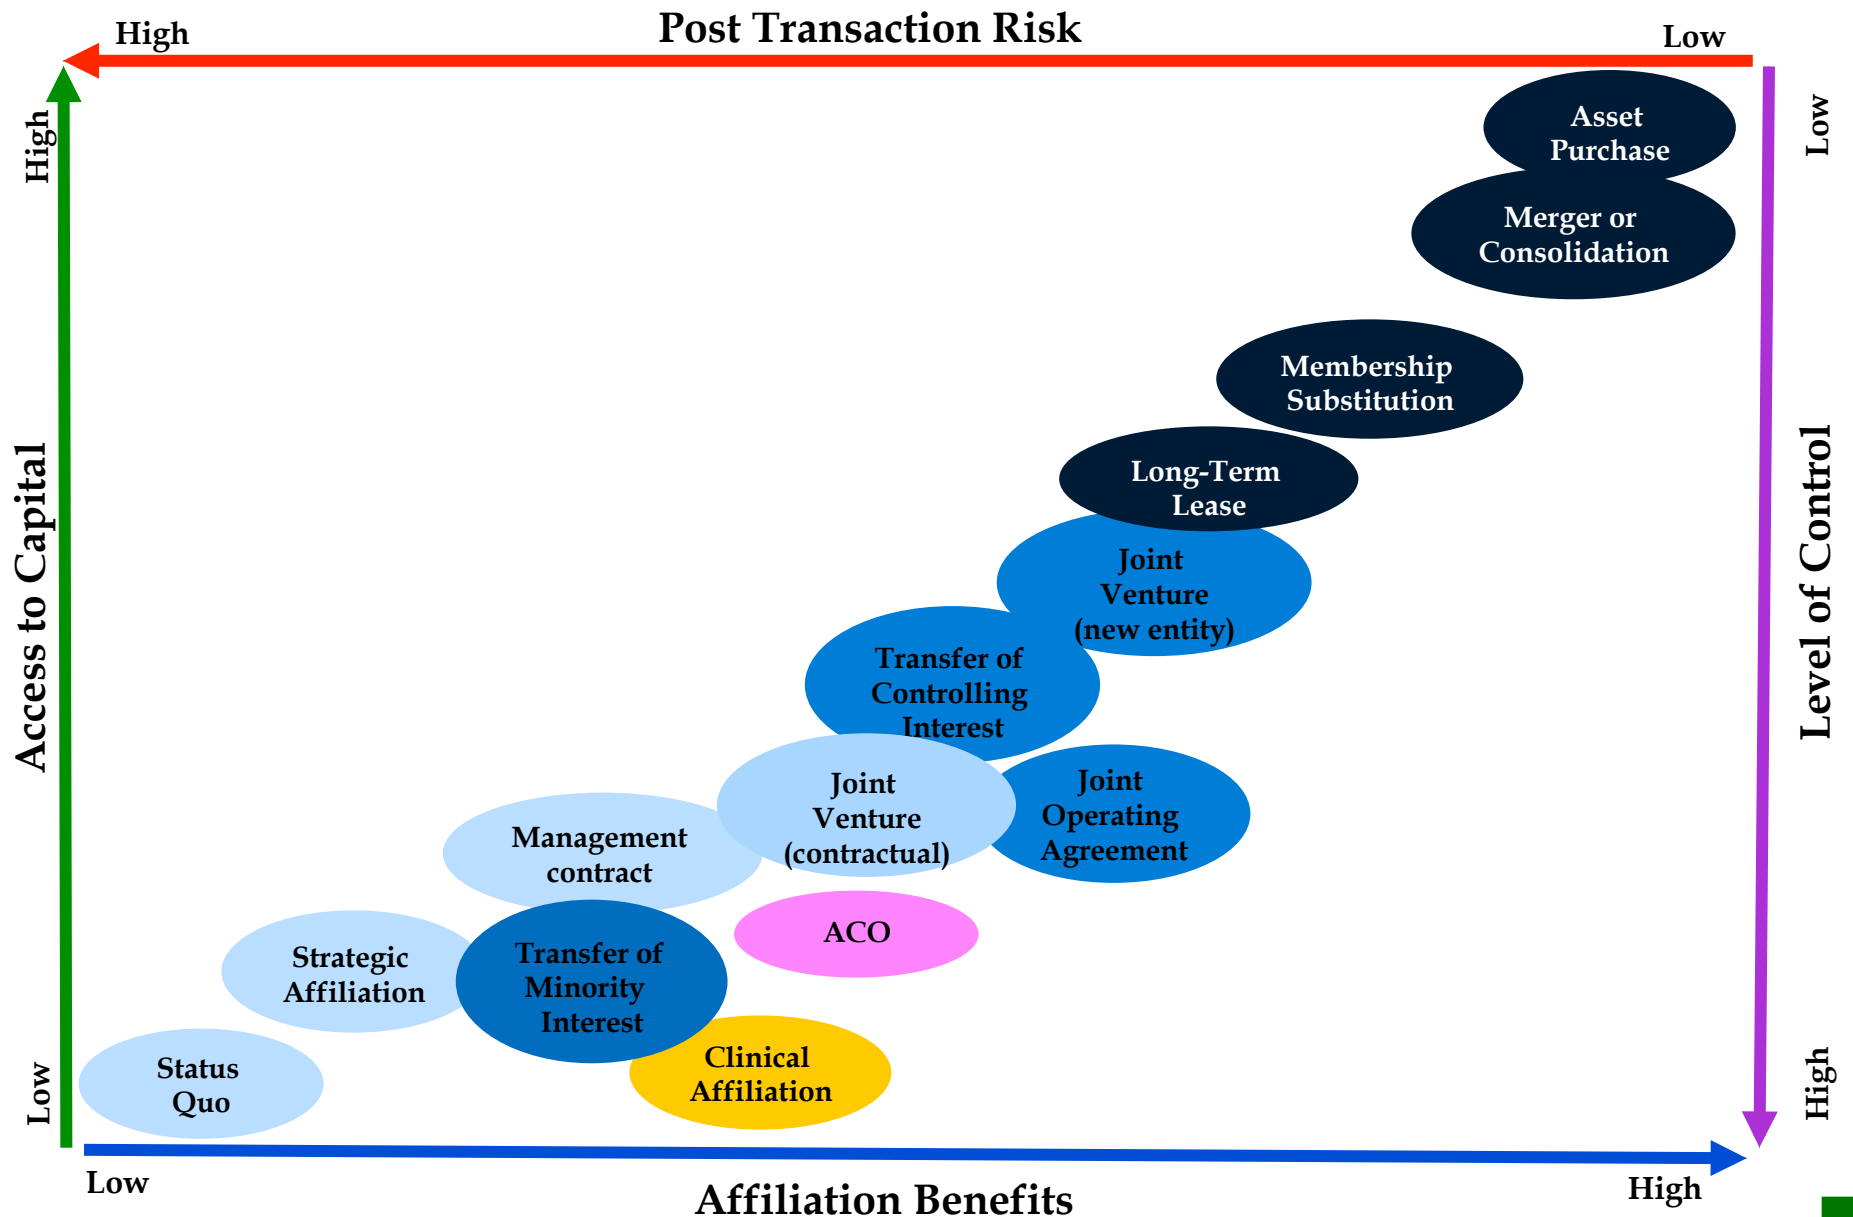 Post Transaction Risk
High
Low
High
Low
Asset
Purchase
Merger or
Consolidation
Membership
Substitution
Long-Term
Lease
Access to Capital
Level of Control
Joint
Venture
(new entity)
Transfer of
Controlling
Interest
Joint
Venture
(contractual)
Joint
Operating
Agreement
Management
contract
ACO
Strategic
Affiliation
Transfer of
Minority
Interest
Clinical
Affiliation
Status
Quo
Low
High
Low
High
Affiliation Benefits